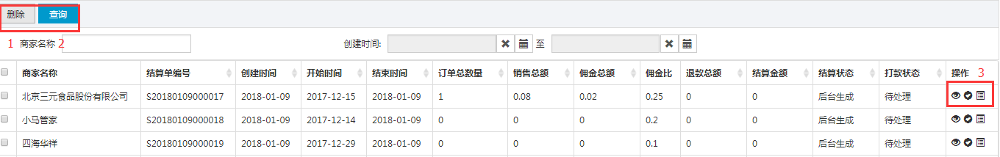 删除 查询
1 商家名称 2 创建时间: 至
商家名称 结算单编号 创建时间 开始时间 结束时间 订单总数量 销售总额 佣金总额 佣金比 退款总额 结算金额 结算状态 打款状态 操作 3
北京三元食品股份有限公司 S20180109000017 2018-01-09 2017-12-15 2018-01-09 1 0.08 0.02 0.25 0 0 后台生成 待处理
小马管家 S20180109000018 2018-01-09 2017-12-14 2018-01-09 0 0 0 0.2 0 0 后台生成 待处理
四海华祥 S20180109000019 2018-01-09 2017-12-29 2018-01-09 0 0 0 0.1 0 0 后台生成 待处理